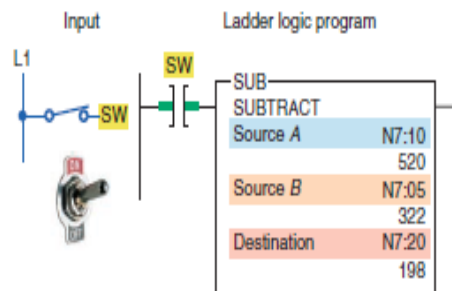 Input
Ladder logic program
L1
SW
SW
ON
SUB
SUBTRACT
Source A N7:10
520
Source B N7:05
322
Destination N7:20
198